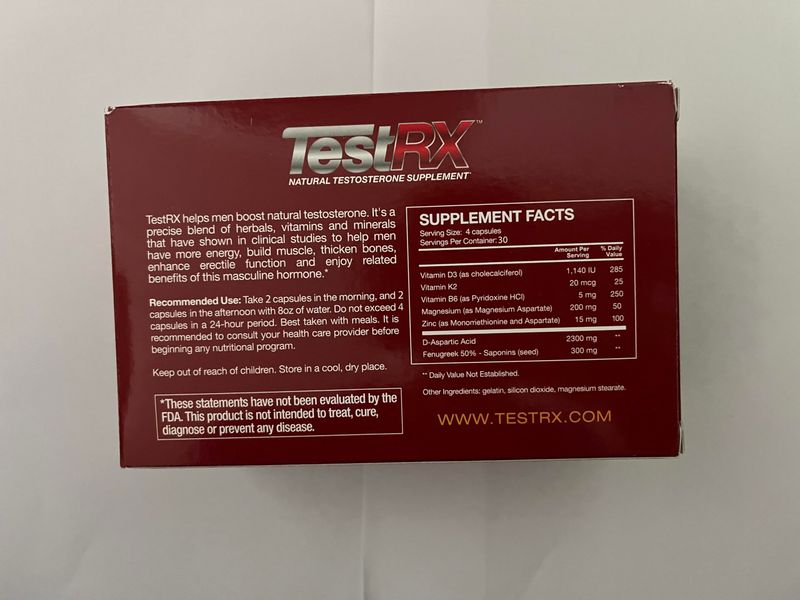 TestRX™
NATURAL TESTOSTERONE SUPPLEMENT
TestRX helps men boost natural testosterone. It's a
precise blend of herbals, vitamins and minerals
that have shown in clinical studies to help men
have more energy, build muscle, thicken bones,
enhance erectile function and enjoy related
benefits of this masculine hormone.*
Recommended Use: Take 2 capsules in the morning, and 2
capsules in the afternoon with 8oz of water. Do not exceed 4
capsules in a 24-hour period. Best taken with meals. It is
recommended to consult your health care provider before
beginning any nutritional program.
Keep out of reach of children. Store in a cool, dry place.
*These statements have not been evaluated by the
FDA. This product is not intended to treat, cure,
diagnose or prevent any disease.
SUPPLEMENT FACTS
Serving Size: 4 capsules
Servings Per Container: 30
Amount Per Serving % Daily Value
Vitamin D3 (as cholecalciferol) 1,140 IU 285
Vitamin K2 20 mcg 25
Vitamin B6 (as Pyridoxine HCl) 5 mg 250
Magnesium (as Magnesium Aspartate) 200 mg 50
Zinc (as Monomethionine and Aspartate) 15 mg 100
D-Aspartic Acid 2300 mg **
Fenugreek 50% - Saponins (seed) 300 mg **
** Daily Value Not Established.
Other Ingredients: gelatin, silicon dioxide, magnesium stearate.
WWW.TESTRX.COM